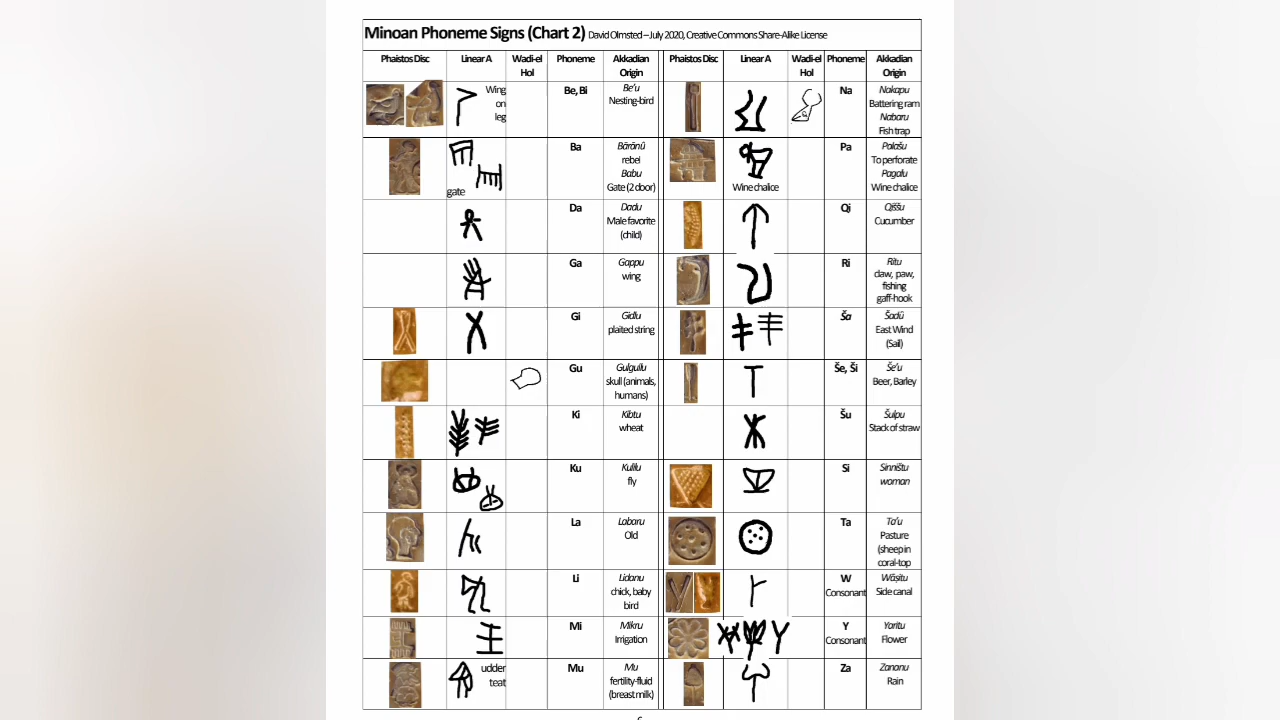 Minoan Phoneme Signs (Chart 2) David Olmsted – July 2020, Creative Commons Share-Alike License
Phaistos Disc Linear A Wadi-el Hol Phoneme Akkadian Origin Phaistos Disc Linear A Wadi-el Hol Phoneme Akkadian Origin
Wing on leg Be, Bi Be'u Nesting-bird Na Nakapu Battering ram Nabaru Fish trap
gate Ba Bārānû rebel Babu Gate (2 door) Wine chalice Pa Palašu To perforate Pagalu Wine chalice
Da Dadu Male favorite (child) Qi Qiššu Cucumber
Ga Gappu wing Ri Ritu claw, paw, fishing gaff-hook
Gi Gidlu plaited string Ša Šadû East Wind (Sail)
Gu Gulgullu skull (animals, humans) Še, Ši Še'u Beer, Barley
Ki Kibtu wheat Šu Šulpu Stack of straw
Ku Kulilu fly Si Sinništu woman
La Labaru Old Ta Ta'u Pasture (sheep in coral-top
Li Lidanu chick, baby bird W Consonant Wāṣitu Side canal
Mi Mikru Irrigation Y Consonant Yaritu Flower
udder teat Mu Mu fertility-fluid (breast milk) Za Zananu Rain